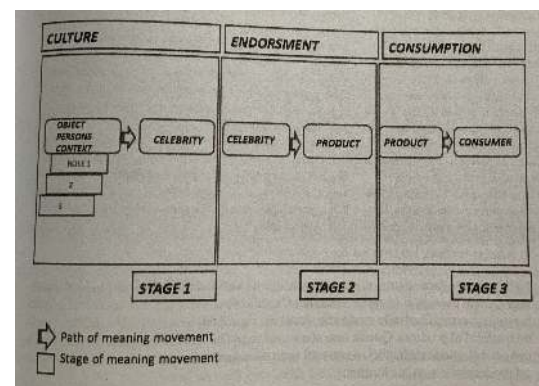 CULTURE
ENDORSMENT
CONSUMPTION
OBJECT
PERSONS
CONTEXT
CELEBRITY
CELEBRITY
PRODUCT
PRODUCT
CONSUMER
ROLE 1
2
3
STAGE 1
STAGE 2
STAGE 3
Path of meaning movement
Stage of meaning movement